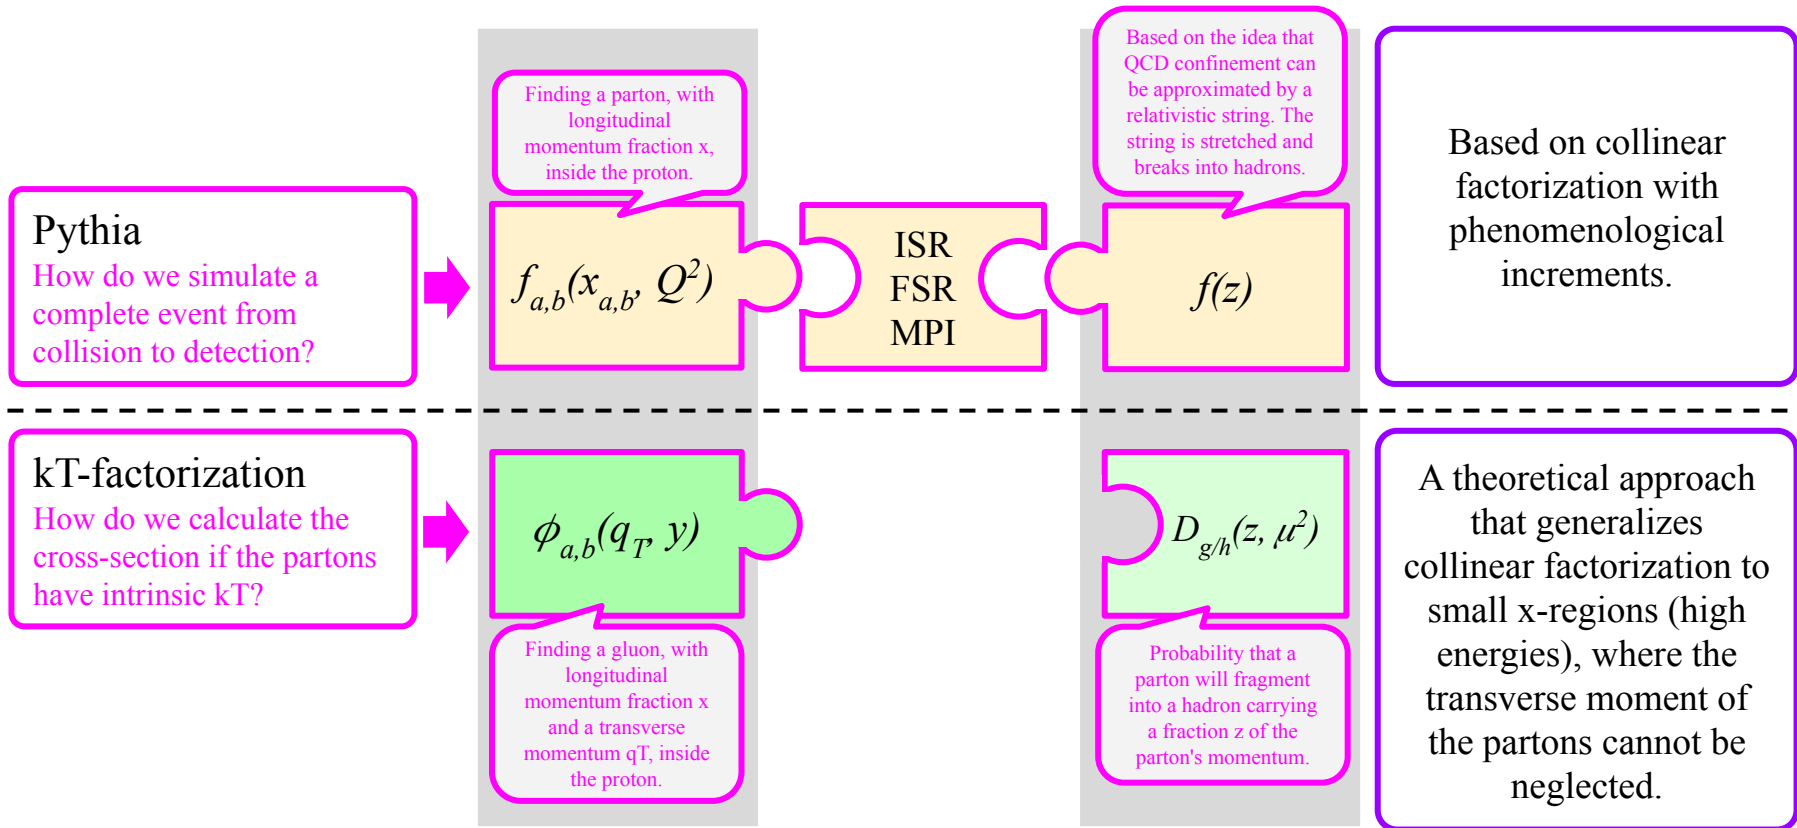 Finding a parton, with
longitudinal
momentum fraction x,
inside the proton.
Based on the idea that
QCD confinement can
be approximated by a
relativistic string. The
string is stretched and
breaks into hadrons.
Pythia
How do we simulate a
complete event from
collision to detection?
f_{a,b}(x_{a,b}, Q^2)
ISR
FSR
MPI
f(z)
Based on collinear
factorization with
phenomenological
increments.
kT-factorization
How do we calculate the
cross-section if the partons
have intrinsic kT?
ϕ_{a,b}(q_T, y)
D_{g/h}(z, μ^2)
Finding a gluon, with
longitudinal
momentum fraction x
and a transverse
momentum qT, inside
the proton.
Probability that a
parton will fragment
into a hadron carrying
a fraction z of the
parton's momentum.
A theoretical approach
that generalizes
collinear factorization to
small x-regions (high
energies), where the
transverse moment of
the partons cannot be
neglected.